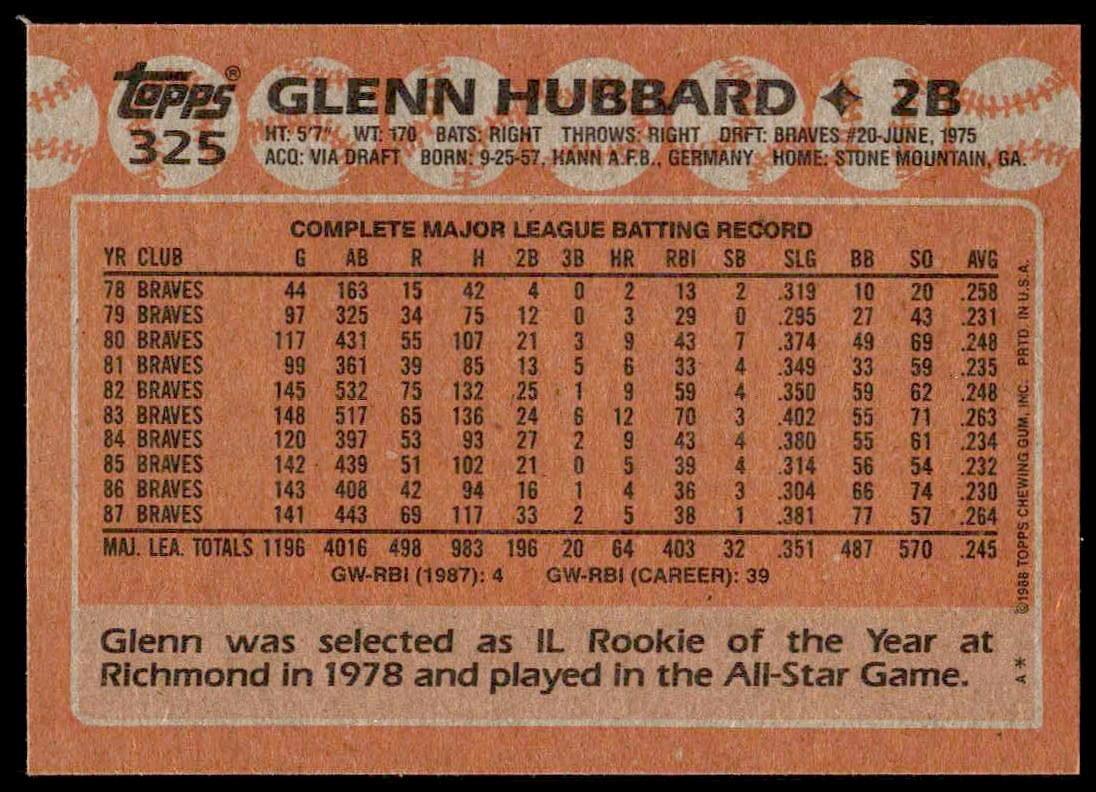 topps® GLENN HUBBARD ✦ 2B
325
HT: 5'7" WT: 170 BATS: RIGHT THROWS: RIGHT DRFT: BRAVES #20-JUNE, 1975
ACQ: VIA DRAFT BORN: 9-25-57, HANN A.F.B., GERMANY HOME: STONE MOUNTAIN, GA.
COMPLETE MAJOR LEAGUE BATTING RECORD
YR CLUB G AB R H 2B 3B HR RBI SB SLG BB SO AVG
78 BRAVES 44 163 15 42 4 0 2 13 2 .319 10 20 .258
79 BRAVES 97 325 34 75 12 0 3 29 0 .295 27 43 .231
80 BRAVES 117 431 55 107 21 3 9 43 7 .374 49 69 .248
81 BRAVES 99 361 39 85 13 5 6 33 4 .349 33 59 .235
82 BRAVES 145 532 75 132 25 1 9 59 4 .350 59 62 .248
83 BRAVES 148 517 65 136 24 6 12 70 3 .402 55 71 .263
84 BRAVES 120 397 53 93 27 2 9 43 4 .380 55 61 .234
85 BRAVES 142 439 51 102 21 0 5 39 4 .314 56 54 .232
86 BRAVES 143 408 42 94 16 1 4 36 3 .304 66 74 .230
87 BRAVES 141 443 69 117 33 2 5 38 1 .381 77 57 .264
MAJ. LEA. TOTALS 1196 4016 498 983 196 20 64 403 32 .351 487 570 .245
GW-RBI (1987): 4 GW-RBI (CAREER): 39
Glenn was selected as IL Rookie of the Year at
Richmond in 1978 and played in the All-Star Game.
©1988 TOPPS CHEWING GUM, INC. PRTD. IN U.S.A.
A*